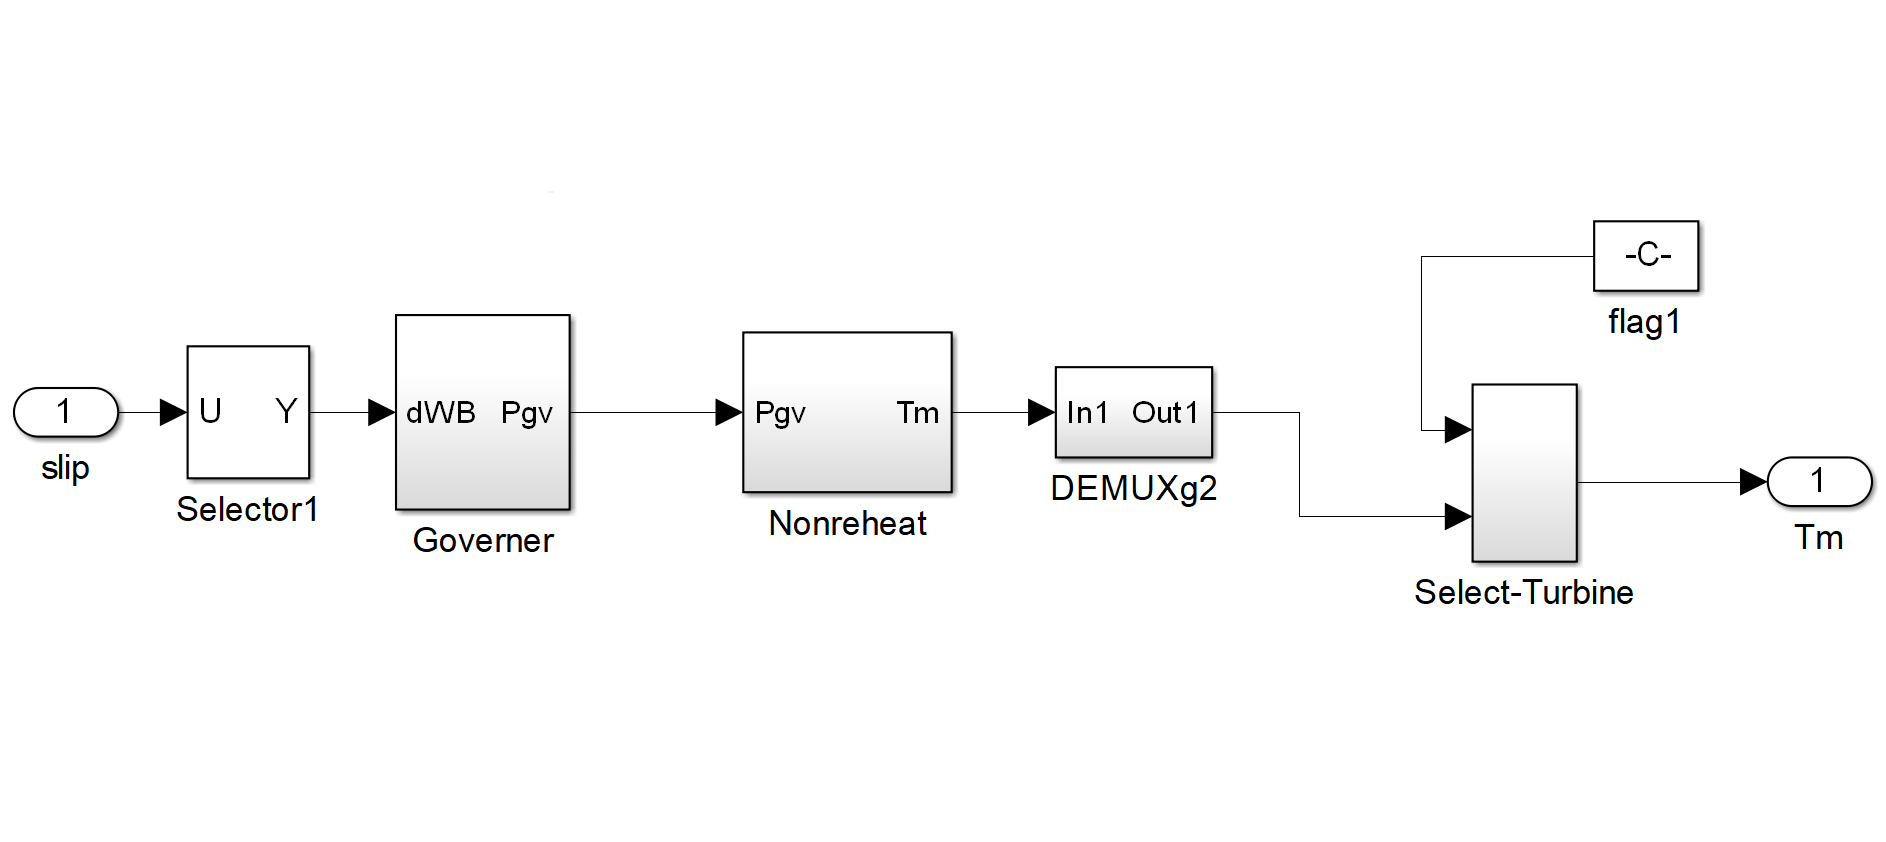 1
slip
U Y
Selector1
dWB Pgv
Governer
Pgv Tm
Nonreheat
In1 Out1
DEMUXg2
-C-
flag1
Select-Turbine
1
Tm